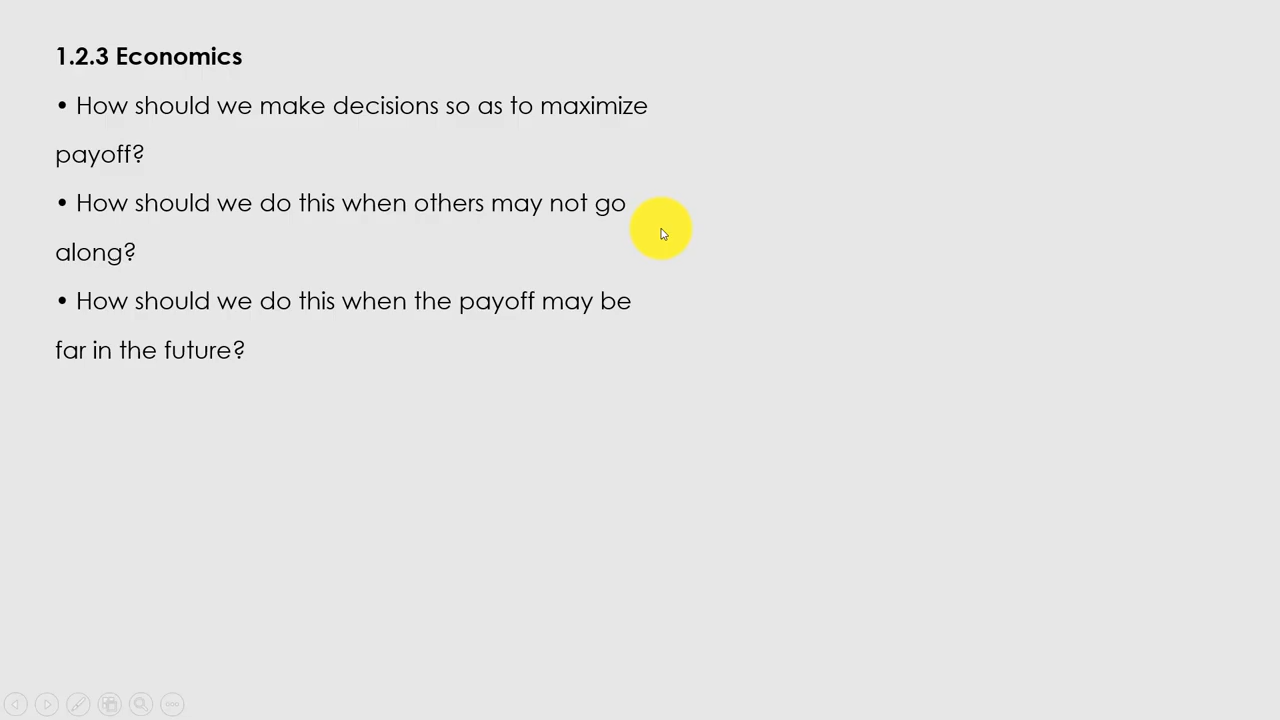 1.2.3 Economics
• How should we make decisions so as to maximize
payoff?
• How should we do this when others may not go
along?
• How should we do this when the payoff may be
far in the future?